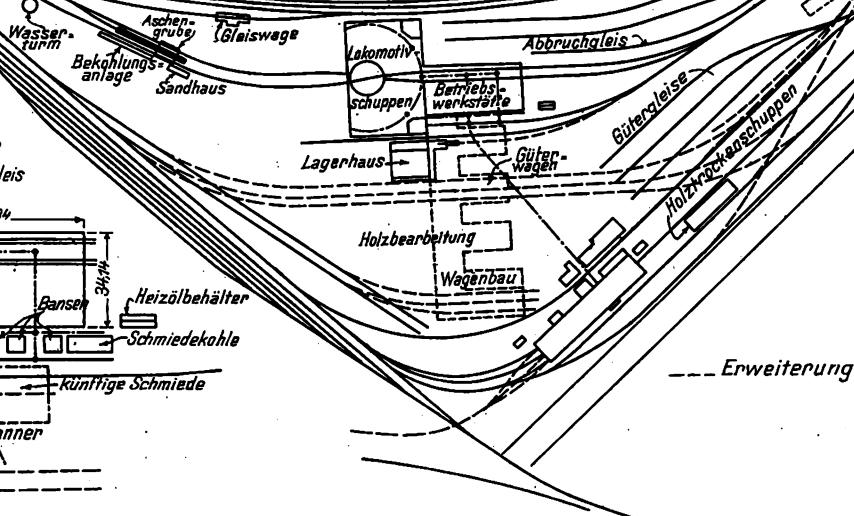 Wasser-
turm
Aschen-
grube
Bekohlungs=
anlage
Sandhaus
Gleiswage
Lokomotiv-
schuppen
Betriebs-
werkstätte
Abbruchgleis
Gütergleise
Lagerhaus
Güter-
wagen
Holztrockenschuppen
Holzbearbeitung
Wagenbau
34,14
Bansen
Heizölbehälter
Schmiedekohle
künftige Schmiede
Erweiterung